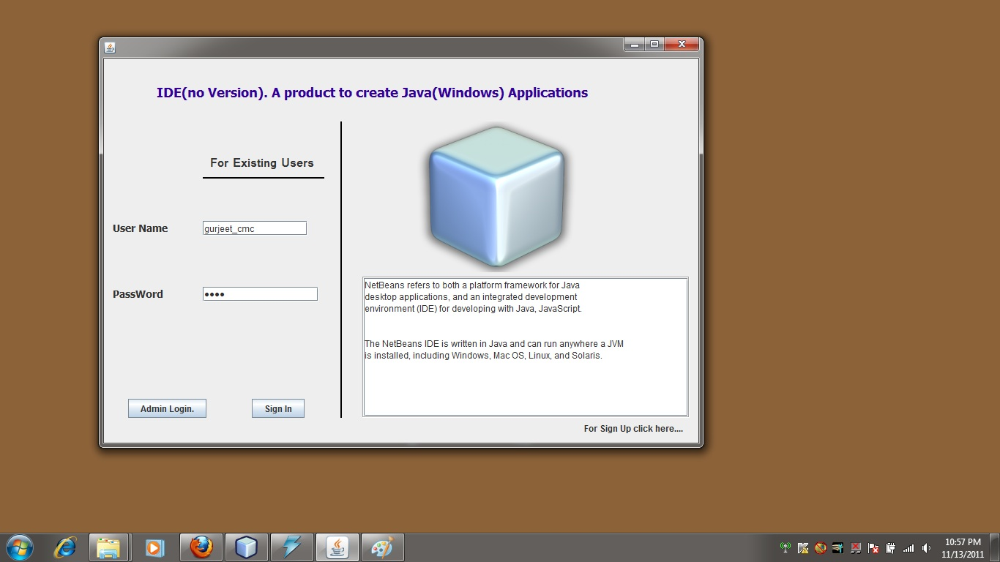 IDE(no Version). A product to create Java(Windows) Applications
For Existing Users
User Name
gurjeet_cmc
PassWord
••••
Admin Login.
Sign In
NetBeans refers to both a platform framework for Java
desktop applications, and an integrated development
environment (IDE) for developing with Java, JavaScript.
The NetBeans IDE is written in Java and can run anywhere a JVM
is installed, including Windows, Mac OS, Linux, and Solaris.
For Sign Up click here....
10:57 PM
11/13/2011